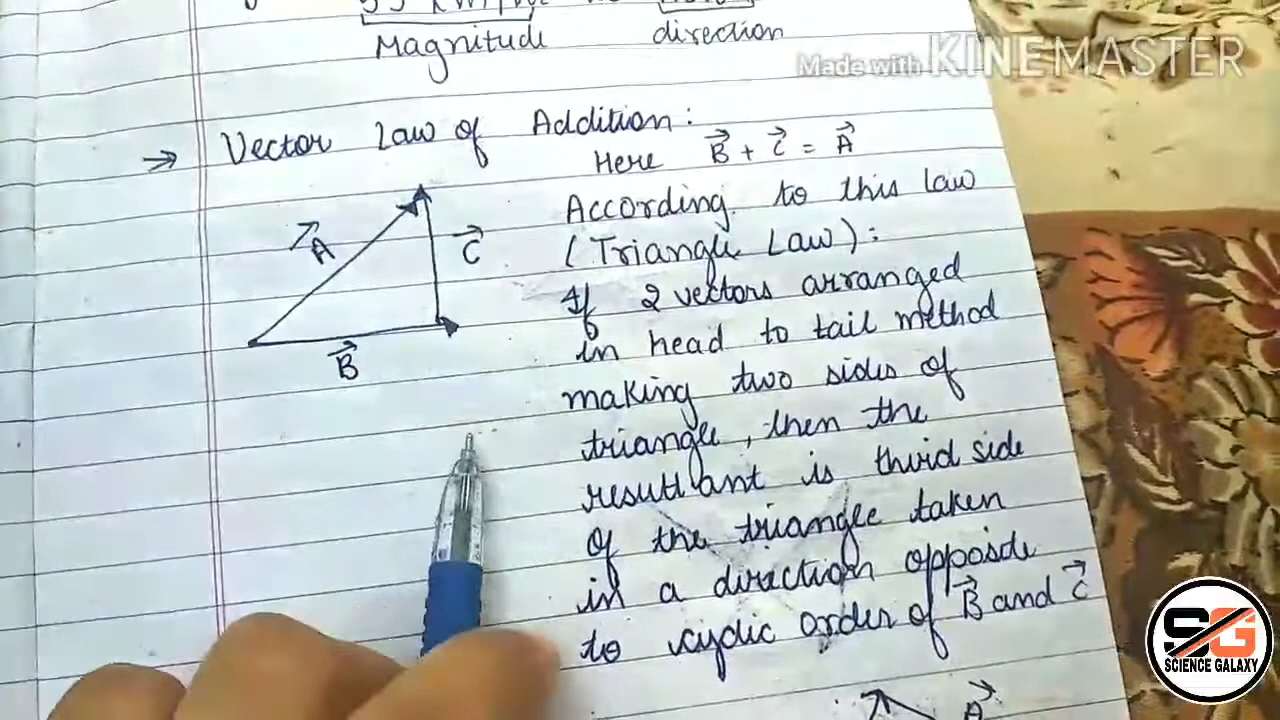 Magnitude direction
Made with KINEMASTER
→ Vector Law of Addition:
Here B⃗ + C⃗ = A⃗
According to this law
(Triangle Law):
If 2 vectors arranged
in head to tail method
making two sides of
triangle, then the
resultant is third side
of the triangle taken
in a direction opposide
to cyclic order of B⃗ and C⃗
A⃗
C⃗
B⃗
A⃗
SG
SCIENCE GALAXY